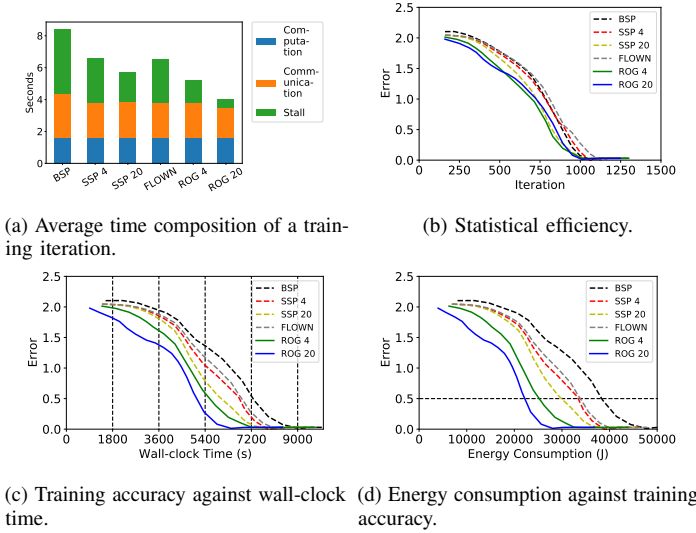 8
6
4
2
0
Seconds
BSP
SSP 4
SSP 20
FLOWN
ROG 4
ROG 20
Com-
puta-
tion
Comm-
unica-
tion
Stall
(a) Average time composition of a train-
ing iteration.
2.5
2.0
1.5
1.0
0.5
0.0
Error
0 250 500 750 1000 1250 1500
Iteration
BSP
SSP 4
SSP 20
FLOWN
ROG 4
ROG 20
(b) Statistical efficiency.
2.5
2.0
1.5
1.0
0.5
0.0
Error
0 1800 3600 5400 7200 9000
Wall-clock Time (s)
BSP
SSP 4
SSP 20
FLOWN
ROG 4
ROG 20
(c) Training accuracy against wall-clock
time.
2.5
2.0
1.5
1.0
0.5
0.0
Error
0 10000 20000 30000 40000 50000
Energy Consumption (J)
BSP
SSP 4
SSP 20
FLOWN
ROG 4
ROG 20
(d) Energy consumption against training
accuracy.